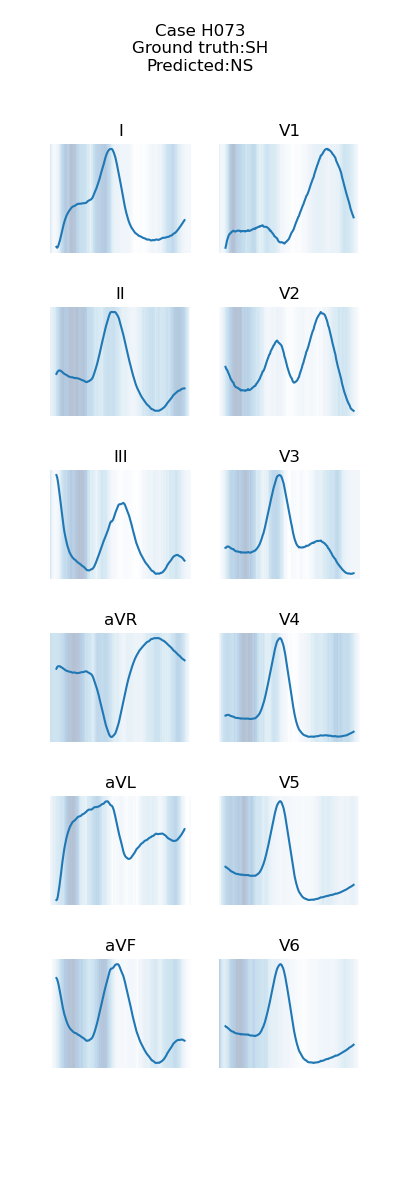 Case H073
Ground truth:SH
Predicted:NS
I
V1
II
V2
III
V3
aVR
V4
aVL
V5
aVF
V6